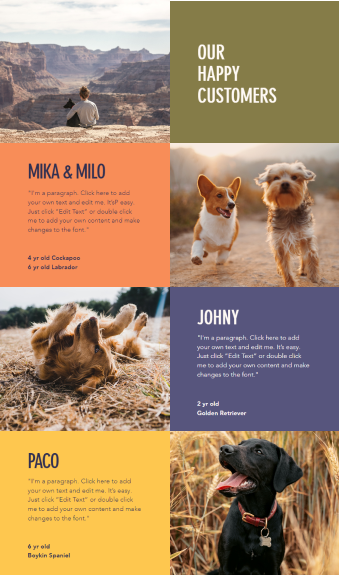 OUR
HAPPY
CUSTOMERS
MIKA & MILO
"I'm a paragraph. Click here to add
your own text and edit me. It's easy.
Just click "Edit Text" or double click
me to add your own content and make
changes to the font."
4 yr old Cockapoo
6 yr old Labrador
JOHNY
"I'm a paragraph. Click here to add
your own text and edit me. It's easy.
Just click "Edit Text" or double click
me to add your own content and make
changes to the font."
2 yr old
Golden Retriever
PACO
"I'm a paragraph. Click here to add
your own text and edit me. It's easy.
Just click "Edit Text" or double click
me to add your own content and make
changes to the font."
6 yr old
Boykin Spaniel